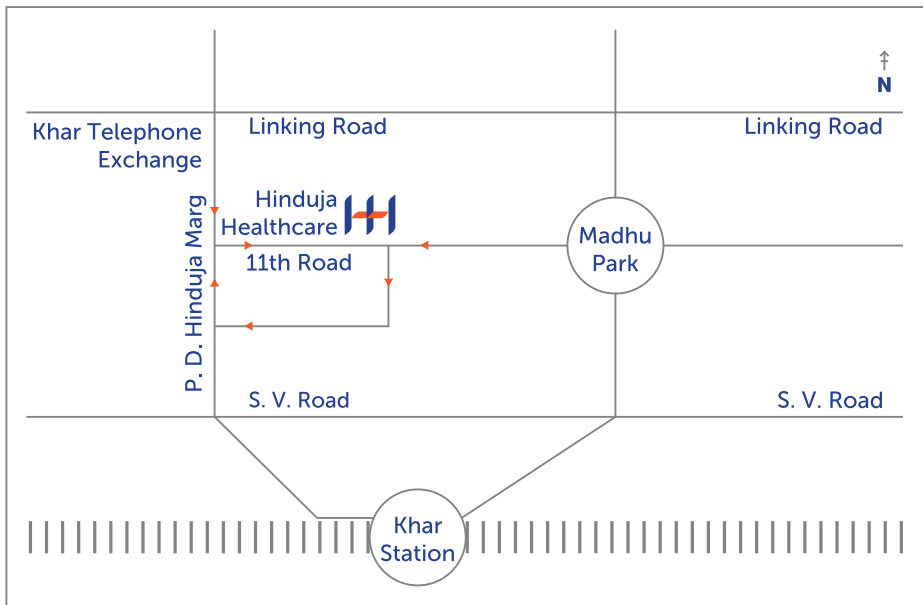 N
Linking Road
Linking Road
Khar Telephone
Exchange
Hinduja
Healthcare
P. D. Hinduja Marg
11th Road
Madhu
Park
S. V. Road
S. V. Road
Khar
Station